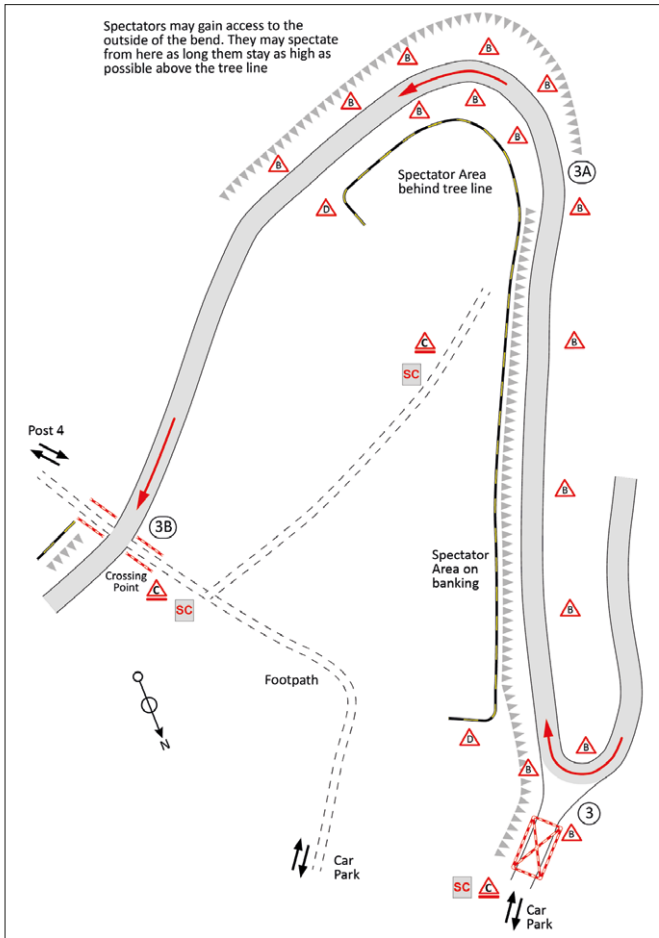 Spectators may gain access to the
outside of the bend. They may spectate
from here as long them stay as high as
possible above the tree line
B
B
B
B
B
B
B
B
B
Spectator Area
behind tree line
3A
D
B
C
SC
B
Post 4
B
3B
Crossing
Point
C
SC
Spectator
Area on
banking
B
Footpath
D
B
B
N
3
B
Car
Park
SC
C
Car
Park